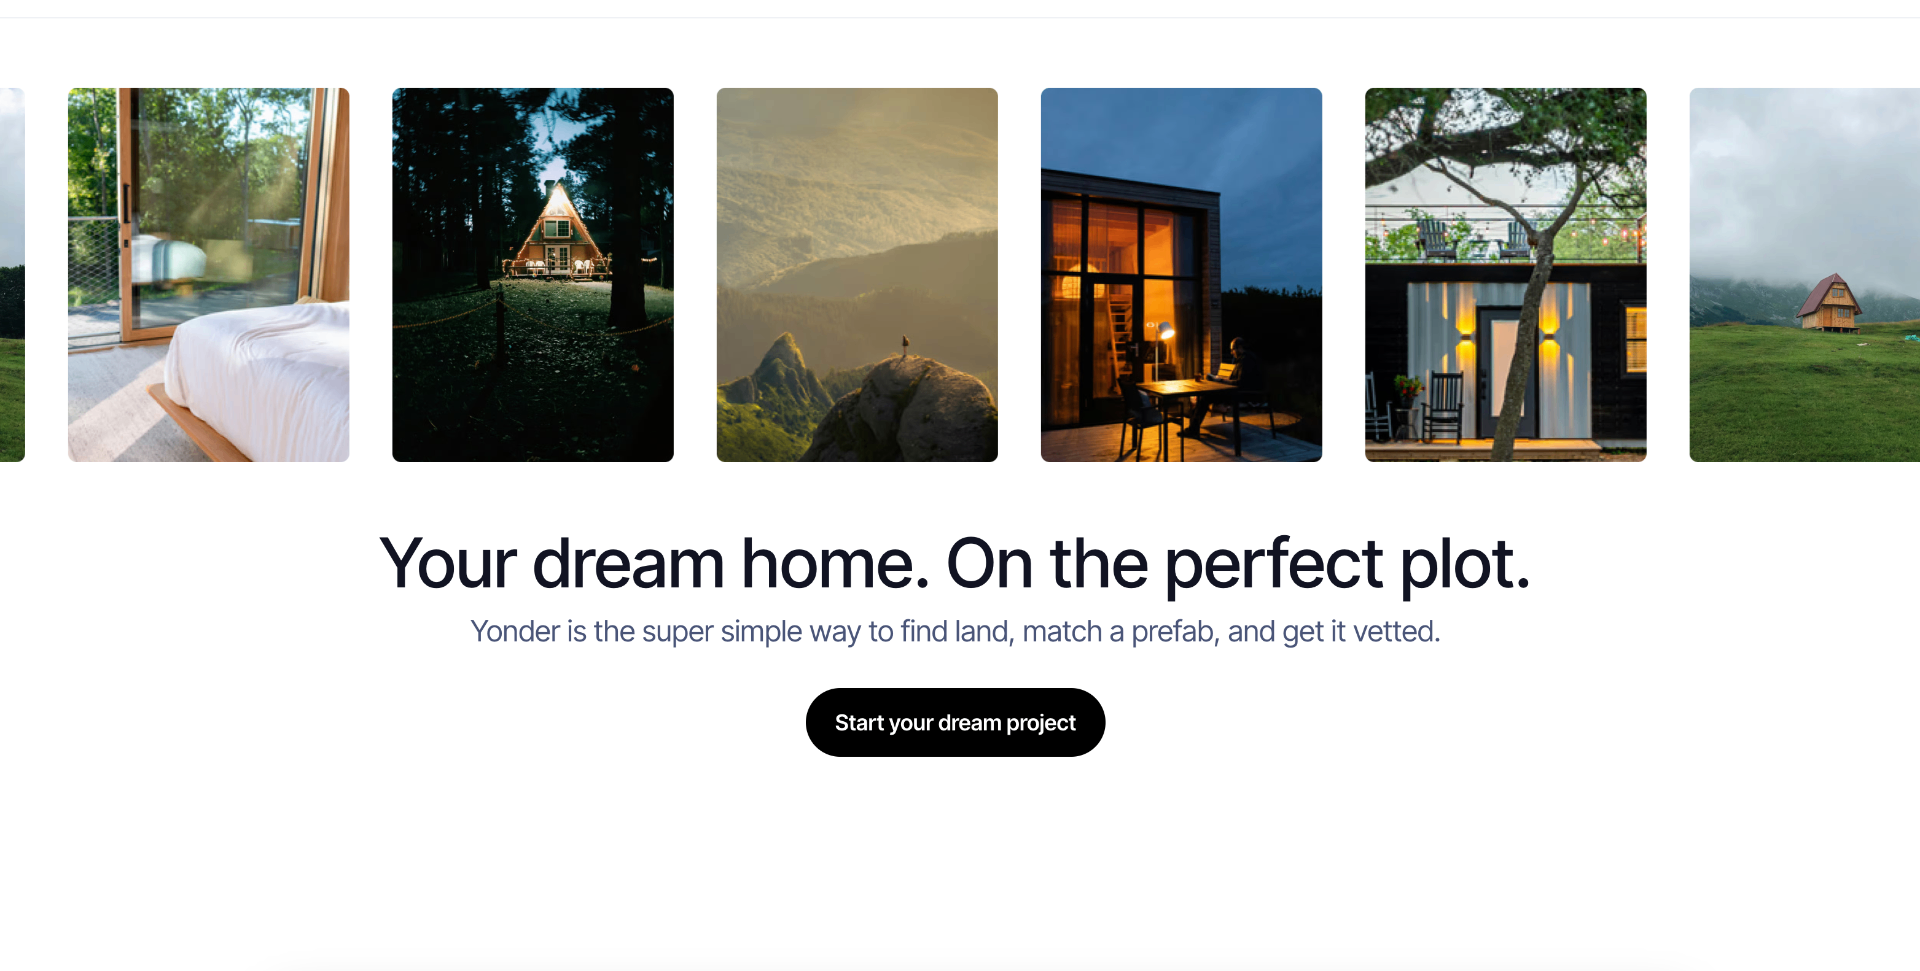 Your dream home. On the perfect plot.
Yonder is the super simple way to find land, match a prefab, and get it vetted.
Start your dream project